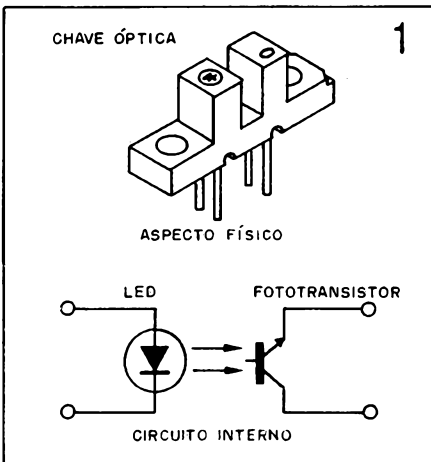 CHAVE ÓPTICA
1
ASPECTO FÍSICO
LED
FOTOTRANSISTOR
CIRCUITO INTERNO